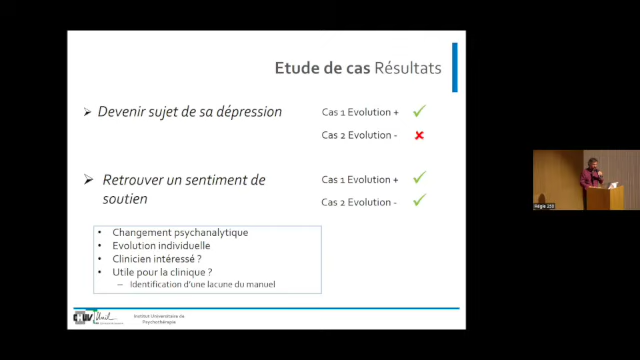 Etude de cas Résultats
➢ Devenir sujet de sa dépression
Cas 1 Evolution + ✓
Cas 2 Evolution - ✘
➢ Retrouver un sentiment de
soutien
Cas 1 Evolution + ✓
Cas 2 Evolution - ✓
• Changement psychanalytique
• Evolution individuelle
• Clinicien intéressé ?
• Utile pour la clinique ?
– Identification d'une lacune du manuel
Institut Universitaire de
Psychothérapie